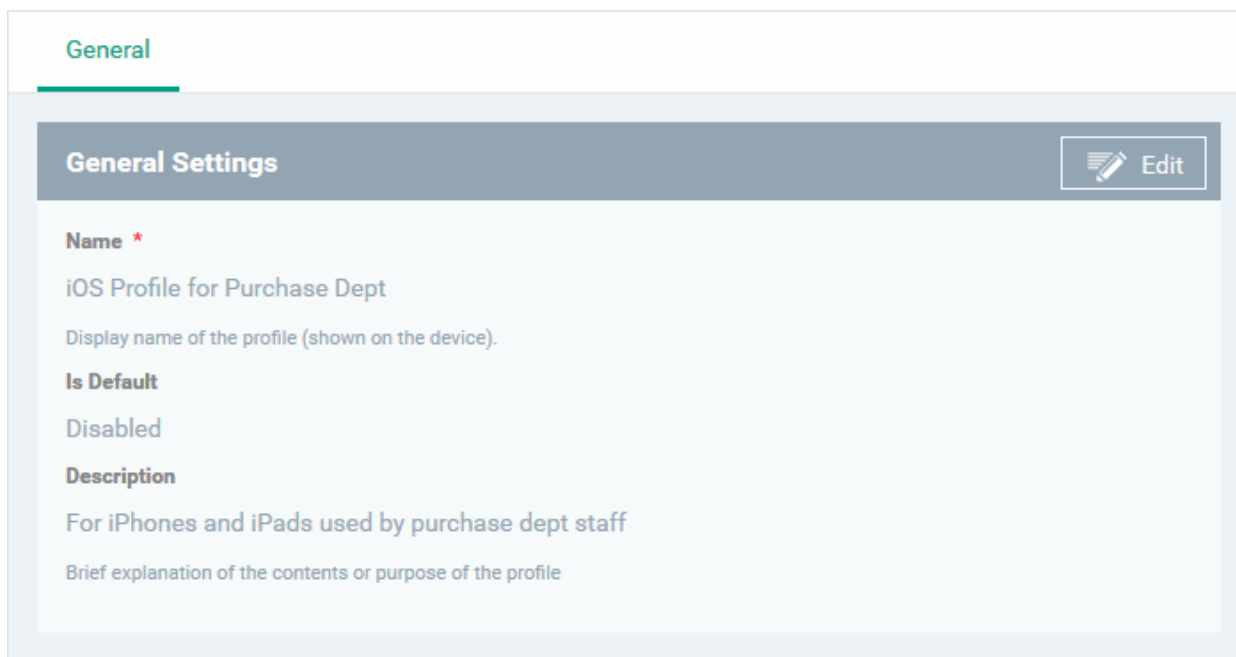 General
General Settings
Edit
Name *
iOS Profile for Purchase Dept
Display name of the profile (shown on the device).
Is Default
Disabled
Description
For iPhones and iPads used by purchase dept staff
Brief explanation of the contents or purpose of the profile